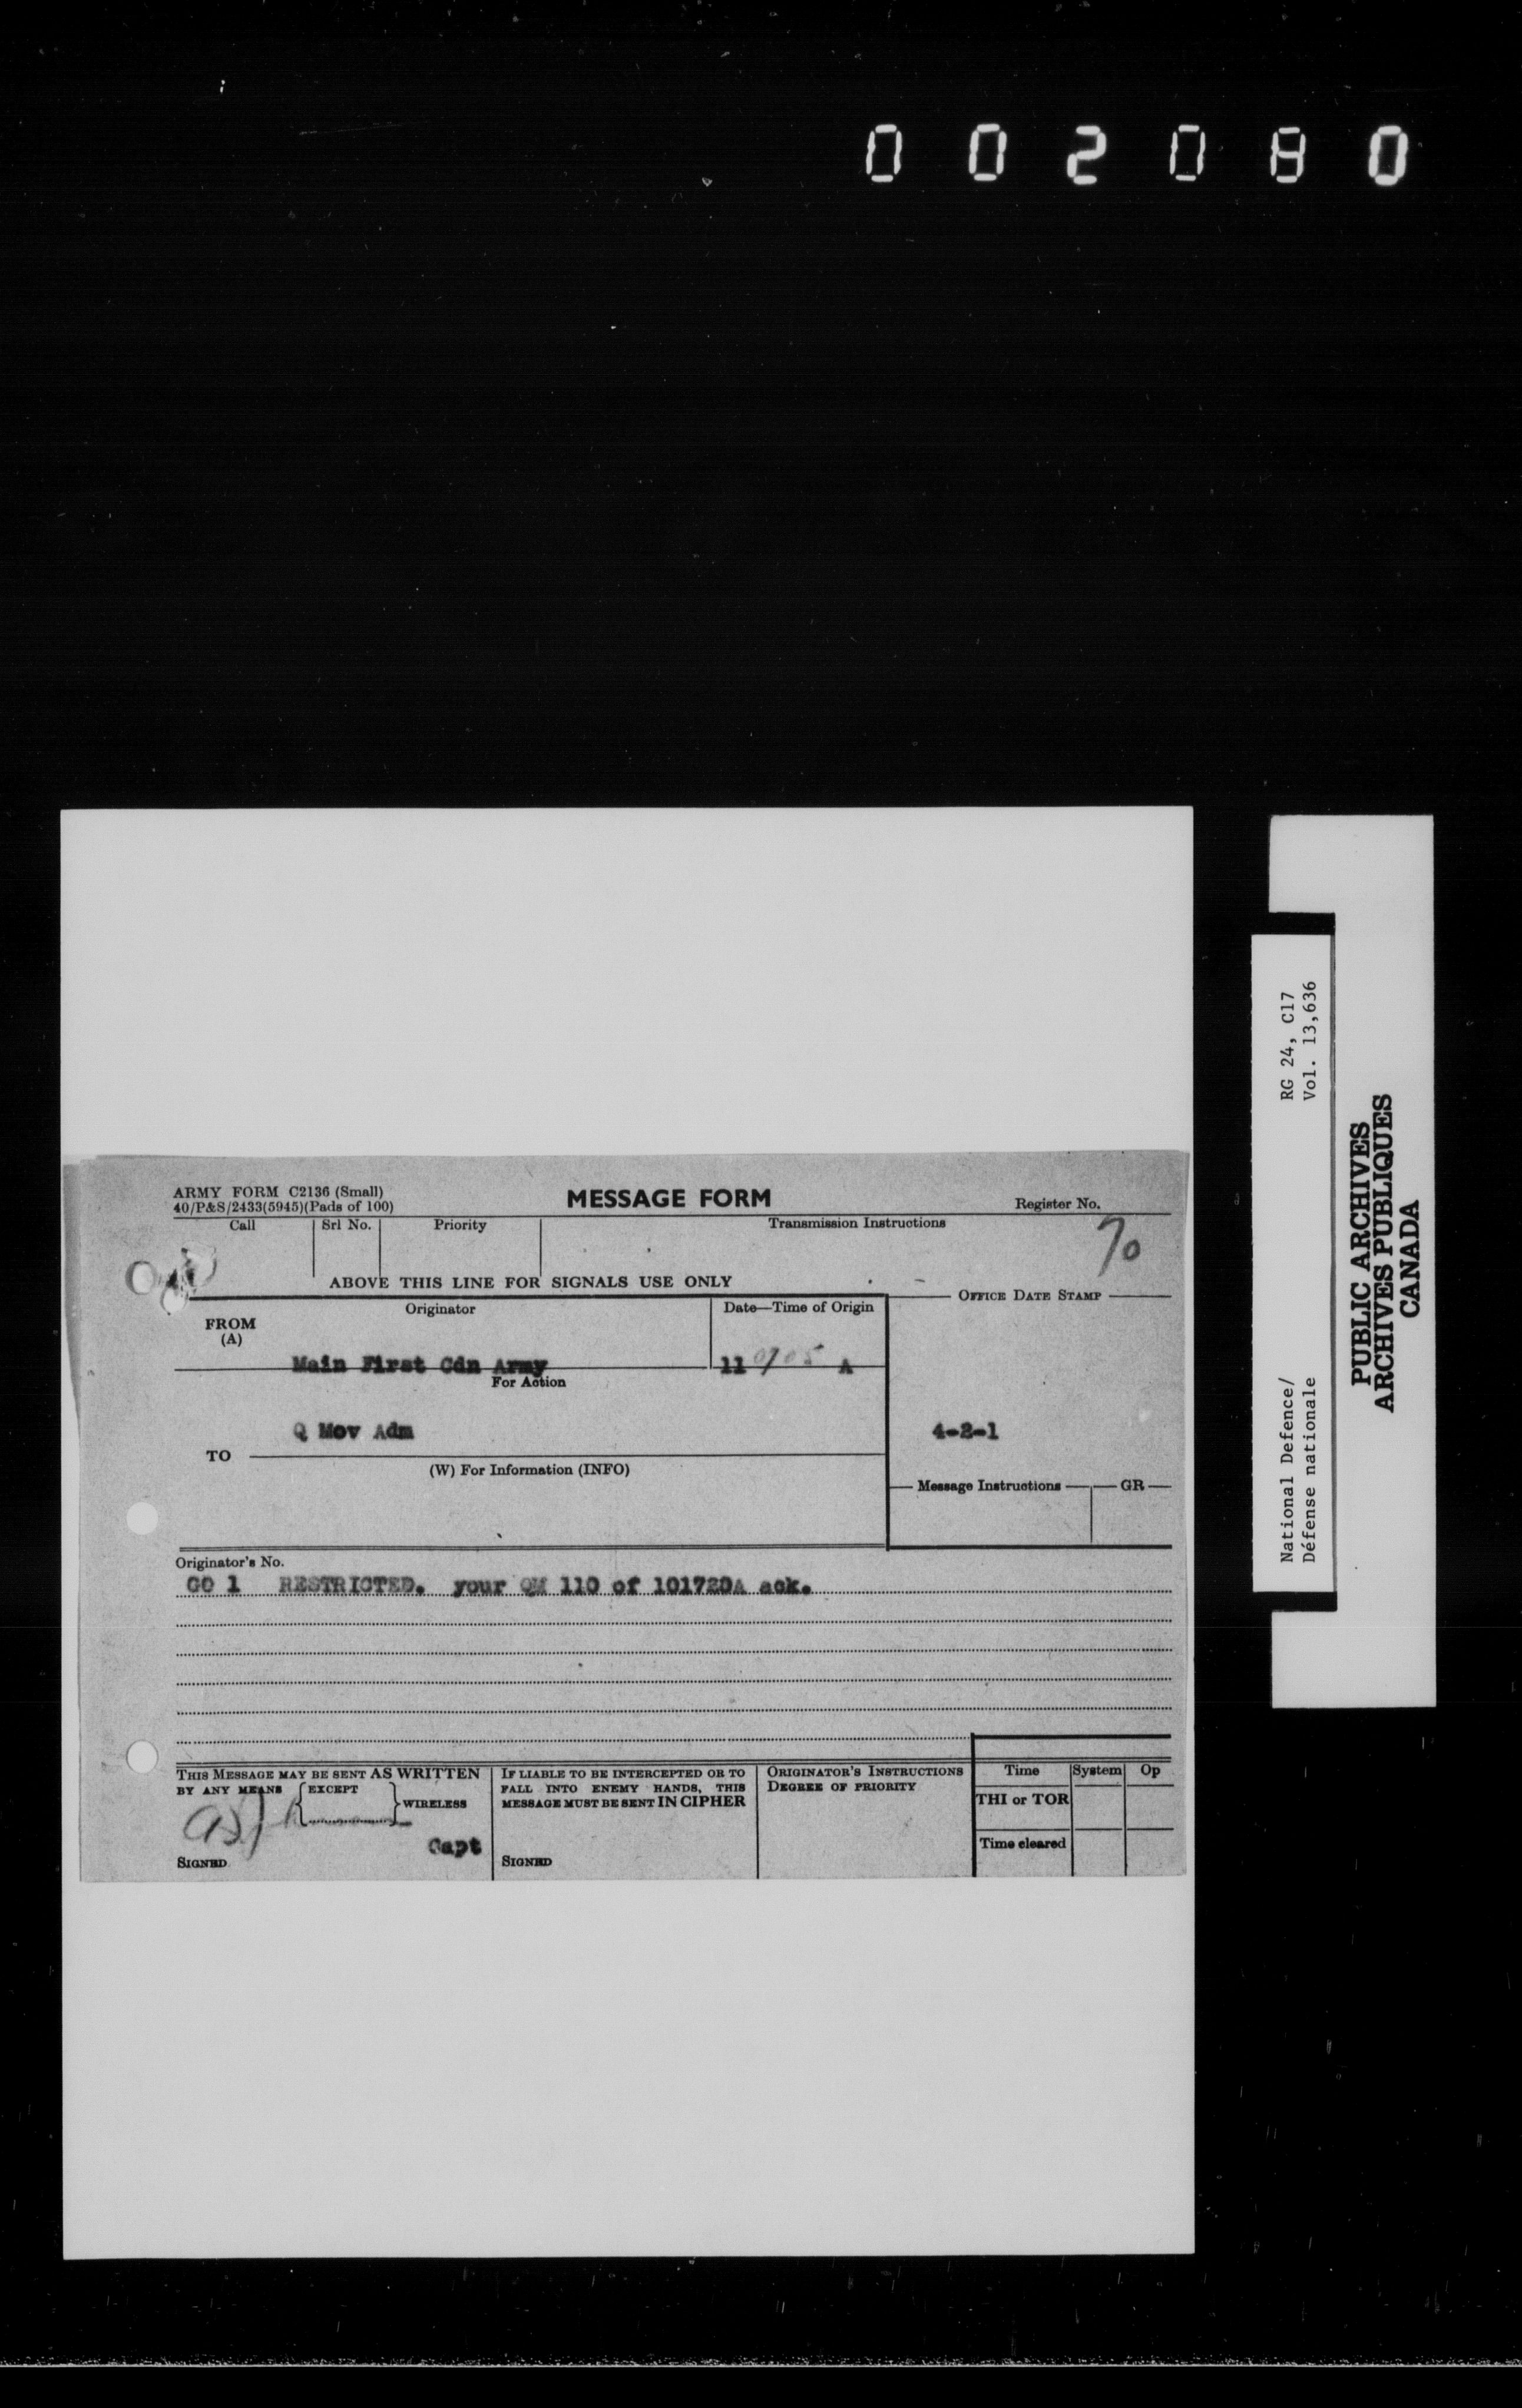 002080
ARMY FORM C2136 (Small)
40/P&S/2433(5945)(Pads of 100)
MESSAGE FORM
Register No.
Call Srl No. Priority Transmission Instructions
70
ABOVE THIS LINE FOR SIGNALS USE ONLY
OFFICE DATE STAMP
Originator Date—Time of Origin
FROM
(A)
Main First Cdn Army 11 0905 A
For Action
Q Mov Adm 4-2-1
TO
(W) For Information (INFO)
Message Instructions GR
Originator's No.
GO 1 RESTRICTED. your QM 110 of 101720A ack.
THIS MESSAGE MAY BE SENT AS WRITTEN
BY ANY MEANS {EXCEPT } WIRELESS
Capt
SIGNED
IF LIABLE TO BE INTERCEPTED OR TO
FALL INTO ENEMY HANDS, THIS
MESSAGE MUST BE SENT IN CIPHER
SIGNED
ORIGINATOR'S INSTRUCTIONS
DEGREE OF PRIORITY
Time System Op
THI or TOR
Time cleared
National Defence/ RG 24, C17
Défense nationale Vol. 13,636
PUBLIC ARCHIVES
ARCHIVES PUBLIQUES
CANADA